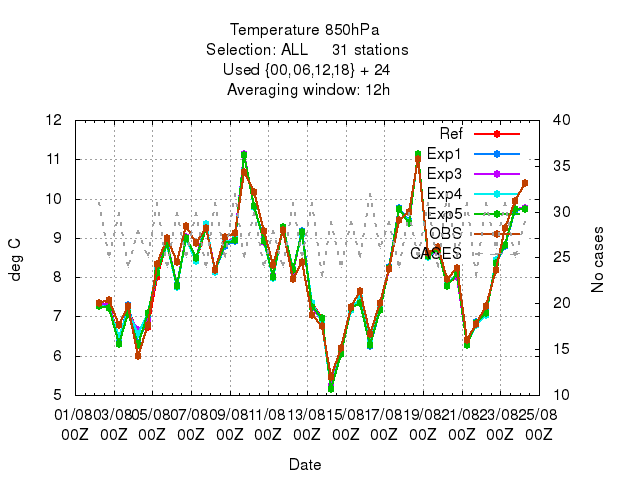 Temperature 850hPa
Selection: ALL 31 stations
Used {00,06,12,18} + 24
Averaging window: 12h
12 40
11 35
10 30
9 25
8 20
7 15
6 10
5
deg C
No cases
Ref
Exp1
Exp3
Exp4
Exp5
OBS
CASES
01/08 03/08 05/08 07/08 09/08 11/08 13/08 15/08 17/08 19/08 21/08 23/08 25/08
00Z 00Z 00Z 00Z 00Z 00Z 00Z 00Z 00Z 00Z 00Z 00Z 00Z
Date